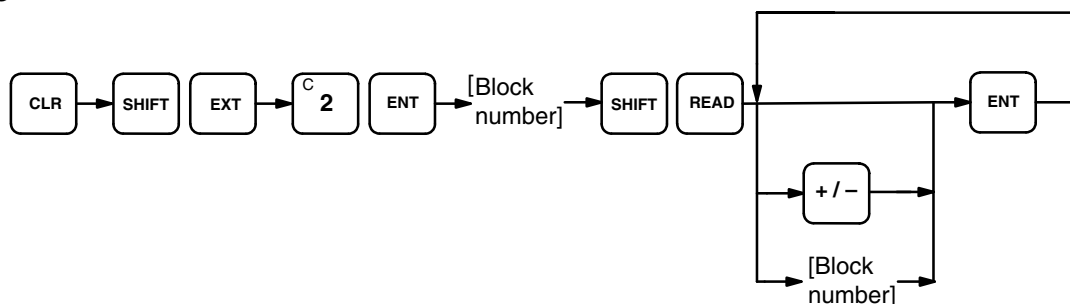 CLR
SHIFT
EXT
C
2
ENT
[Block
number]
SHIFT
READ
ENT
+ / –
[Block
number]